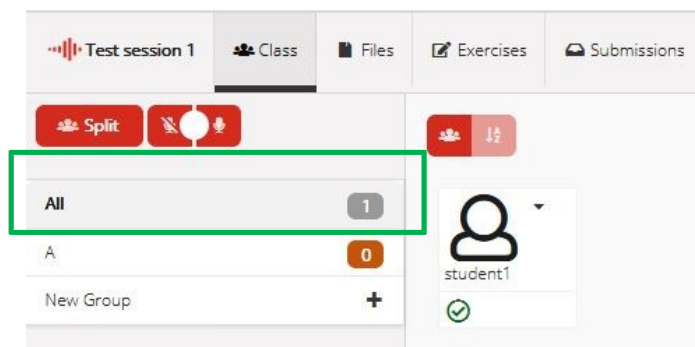 Test session 1 Class Files Exercises Submissions
Split
All 1
A 0
New Group +
student1